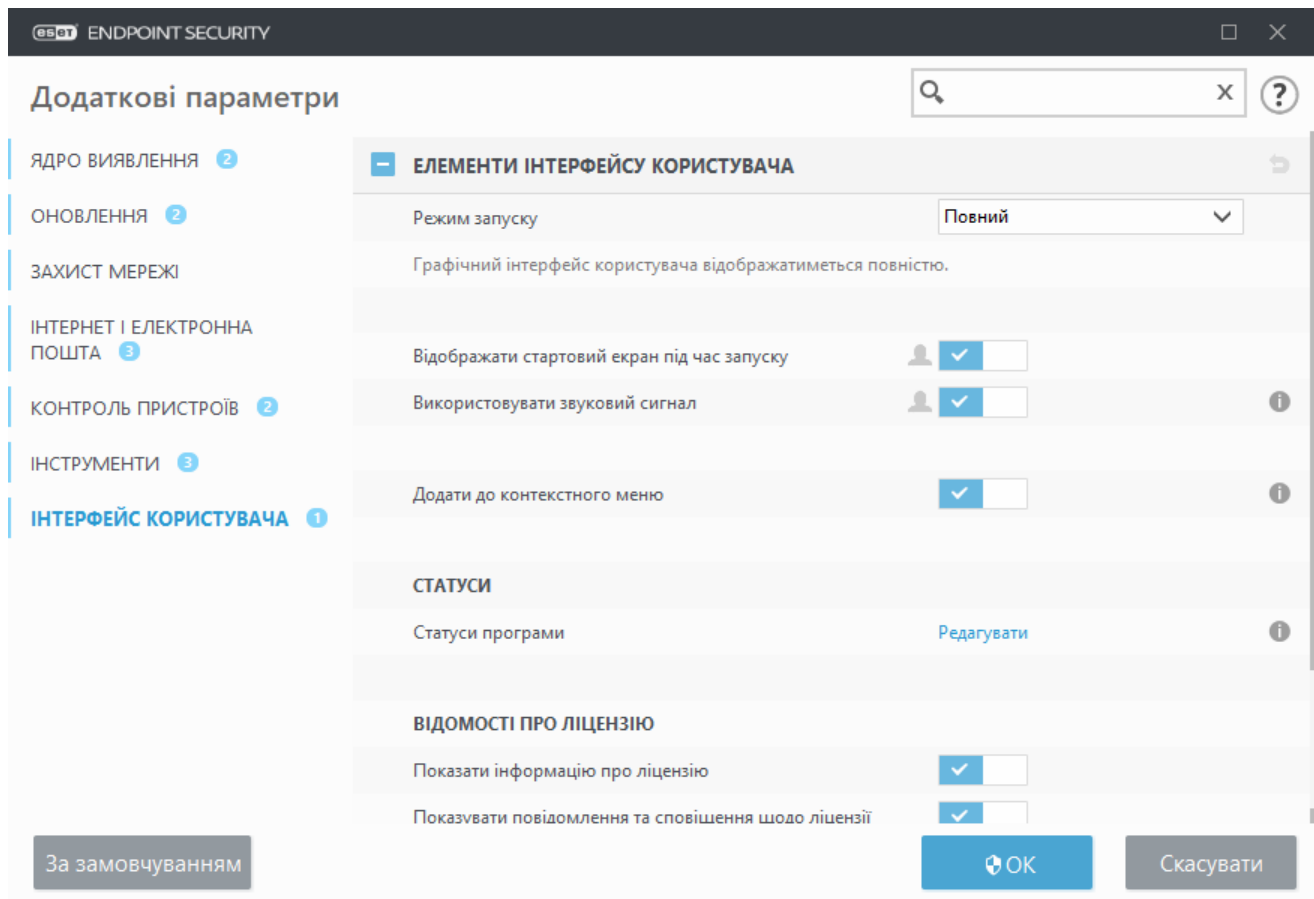 eset ENDPOINT SECURITY
Додаткові параметри
ЯДРО ВИЯВЛЕННЯ 2
ОНОВЛЕННЯ 2
ЗАХИСТ МЕРЕЖІ
ІНТЕРНЕТ І ЕЛЕКТРОННА
ПОШТА 3
КОНТРОЛЬ ПРИСТРОЇВ 2
ІНСТРУМЕНТИ 3
ІНТЕРФЕЙС КОРИСТУВАЧА 1
ЕЛЕМЕНТИ ІНТЕРФЕЙСУ КОРИСТУВАЧА
Режим запуску Повний
Графічний інтерфейс користувача відображатиметься повністю.
Відображати стартовий екран під час запуску
Використовувати звуковий сигнал
Додати до контекстного меню
СТАТУСИ
Статуси програми Редагувати
ВІДОМОСТІ ПРО ЛІЦЕНЗІЮ
Показати інформацію про ліцензію
Показувати повідомлення та сповіщення щодо ліцензії
За замовчуванням OK Скасувати